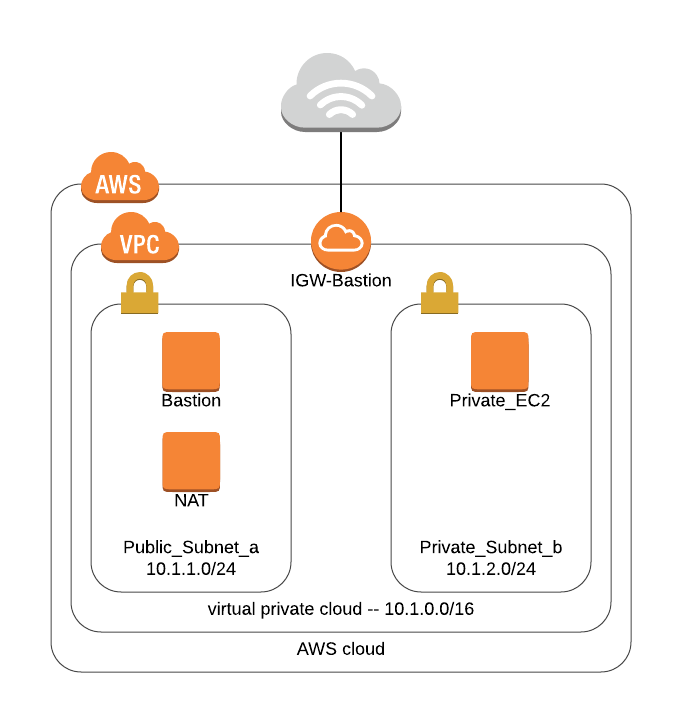 AWS
VPC
IGW-Bastion
Bastion
NAT
Public_Subnet_a
10.1.1.0/24
Private_EC2
Private_Subnet_b
10.1.2.0/24
virtual private cloud -- 10.1.0.0/16
AWS cloud